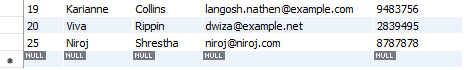 19 Karianne Collins langosh.nathen@example.com 9483756
20 Viva Rippin dwiza@example.net 2839495
25 Niroj Shrestha niroj@niroj.com 8787878
NULL NULL NULL NULL NULL